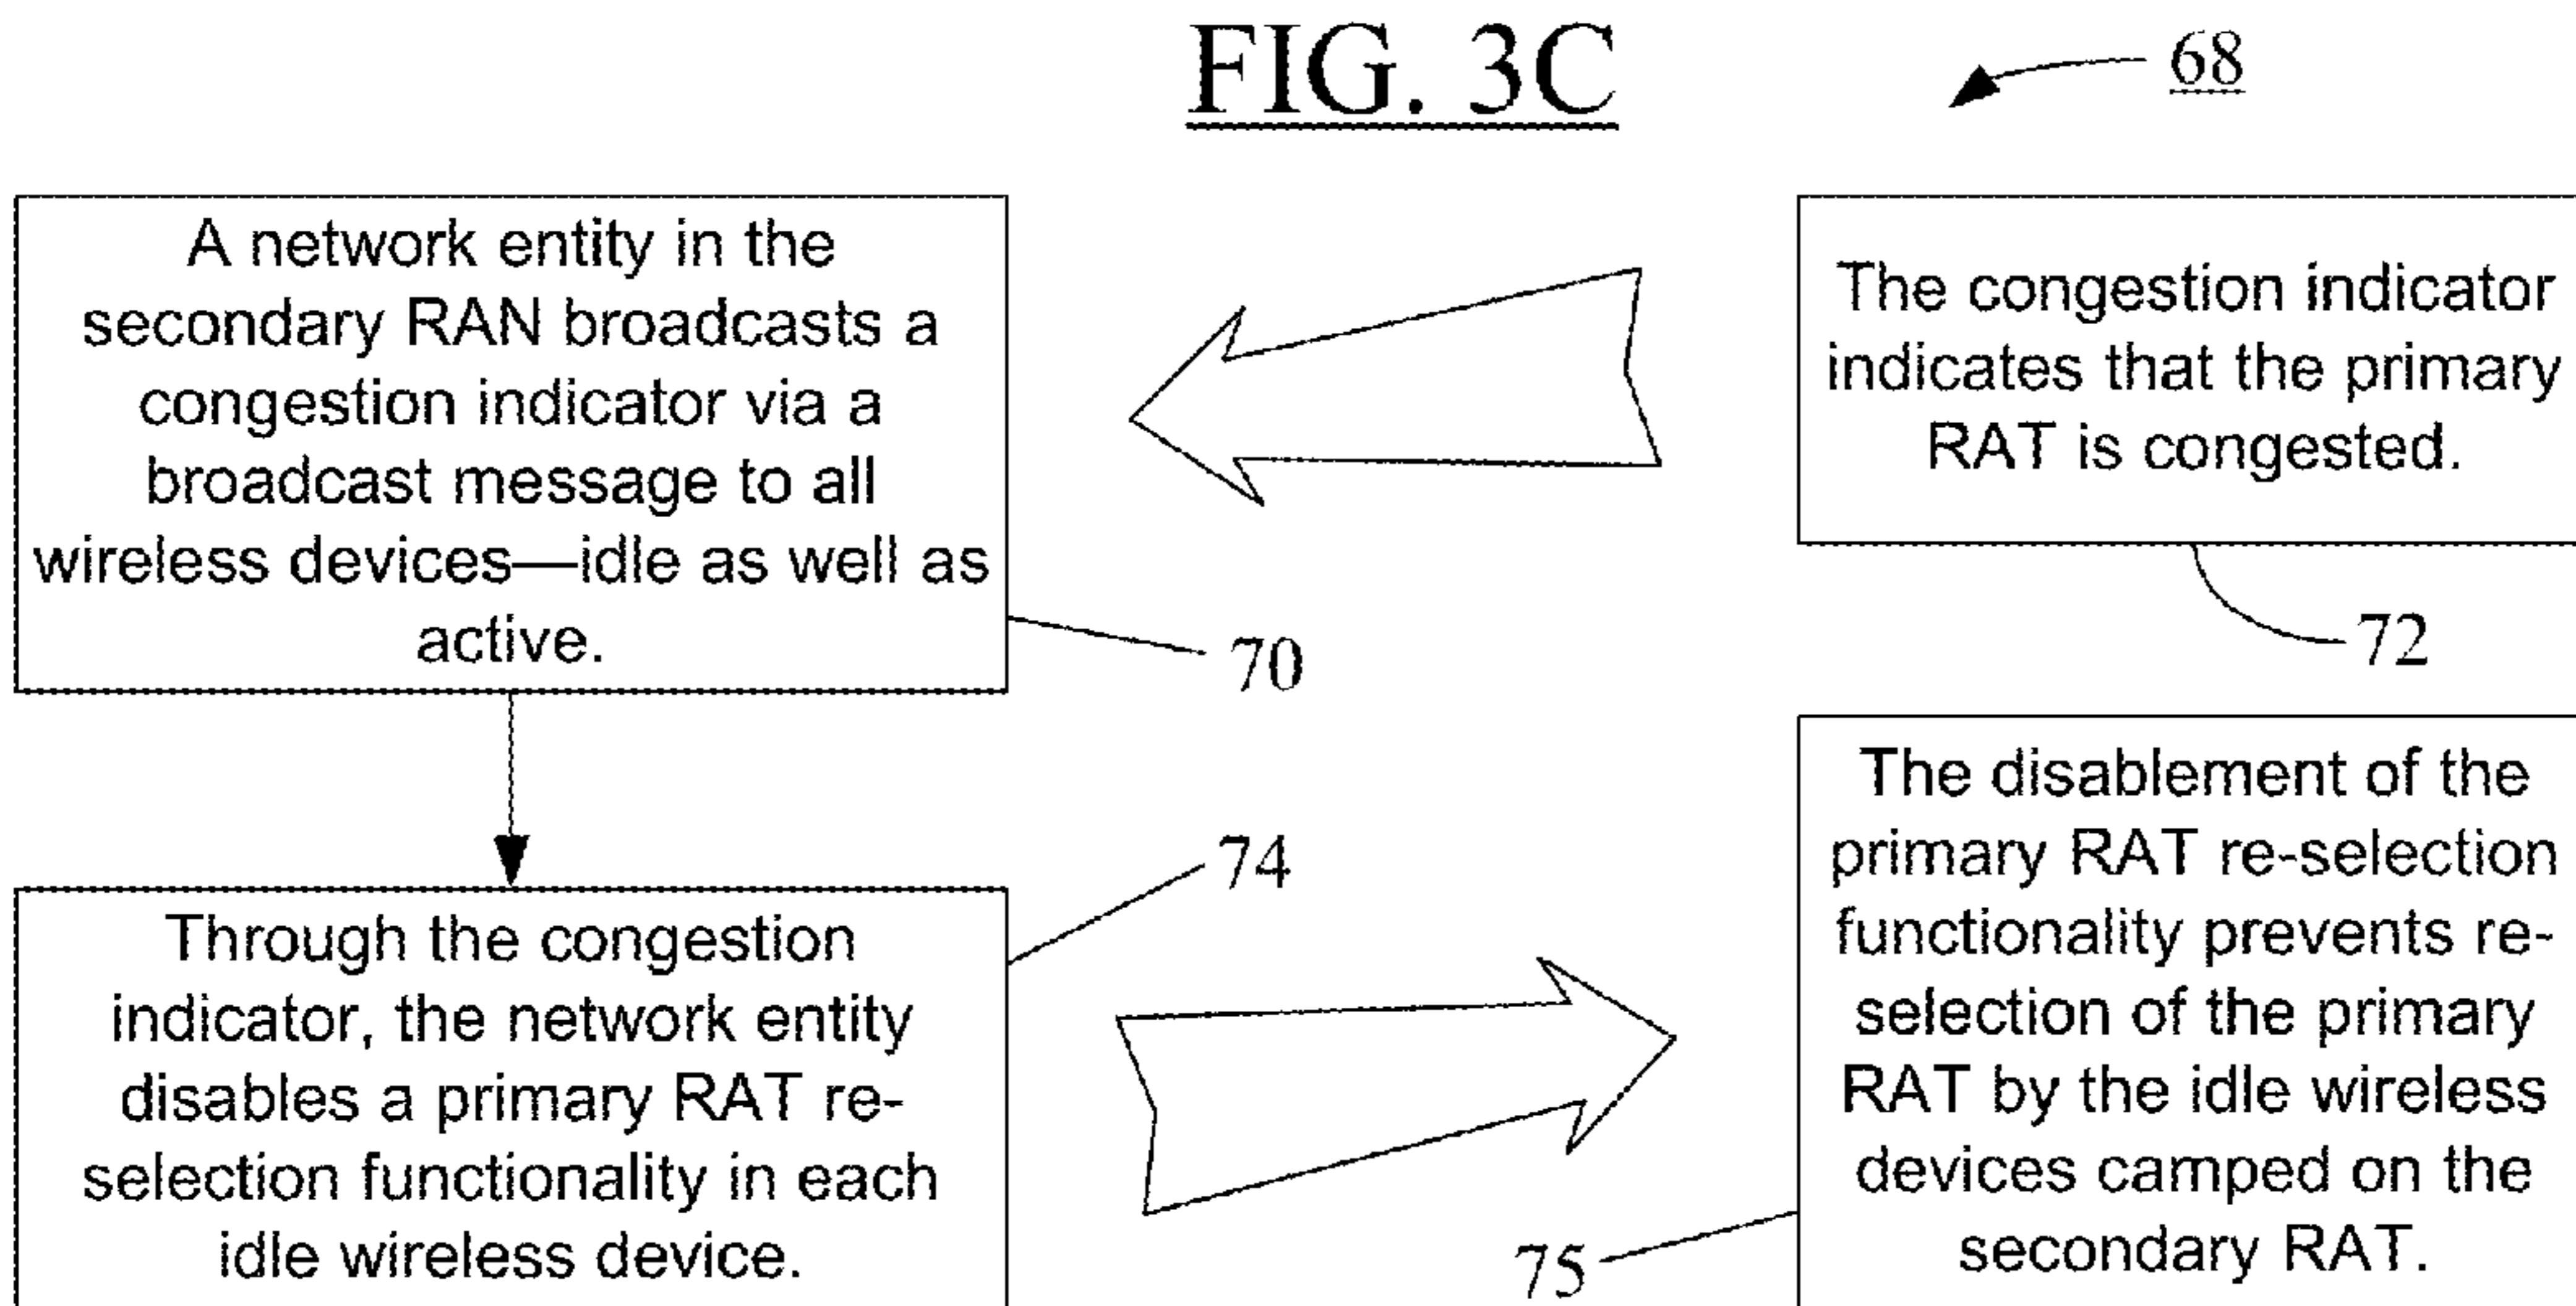 FIG. 3C
68
A network entity in the
secondary RAN broadcasts a
congestion indicator via a
broadcast message to all
wireless devices—idle as well as
active.
70
The congestion indicator
indicates that the primary
RAT is congested.
72
Through the congestion
indicator, the network entity
disables a primary RAT re-
selection functionality in each
idle wireless device.
74
The disablement of the
primary RAT re-selection
functionality prevents re-
selection of the primary
RAT by the idle wireless
devices camped on the
secondary RAT.
75